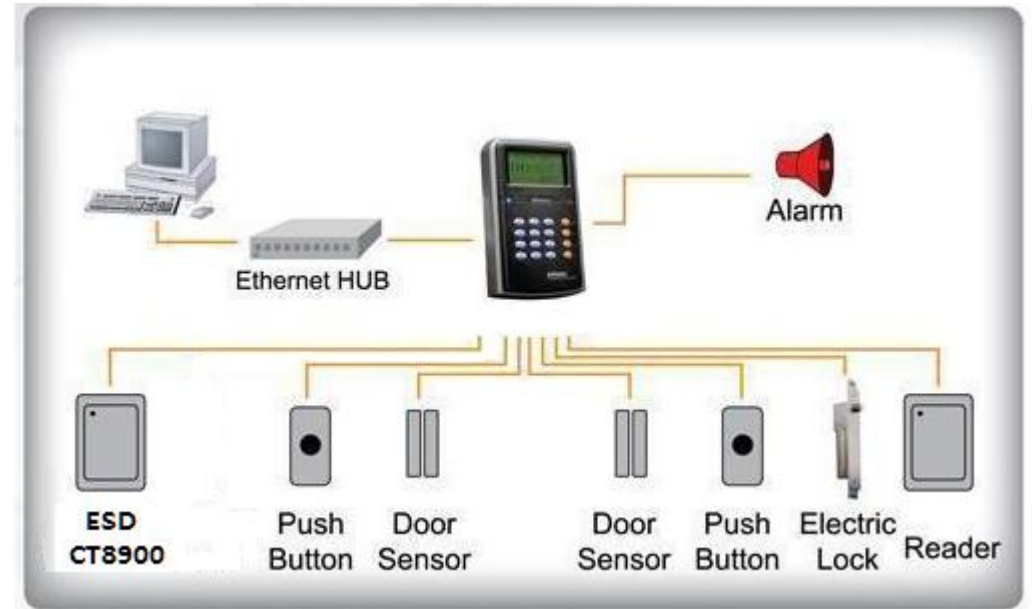 Alarm
Ethernet HUB
ESD
CT8900
Push
Button
Door
Sensor
Door
Sensor
Push
Button
Electric
Lock
Reader